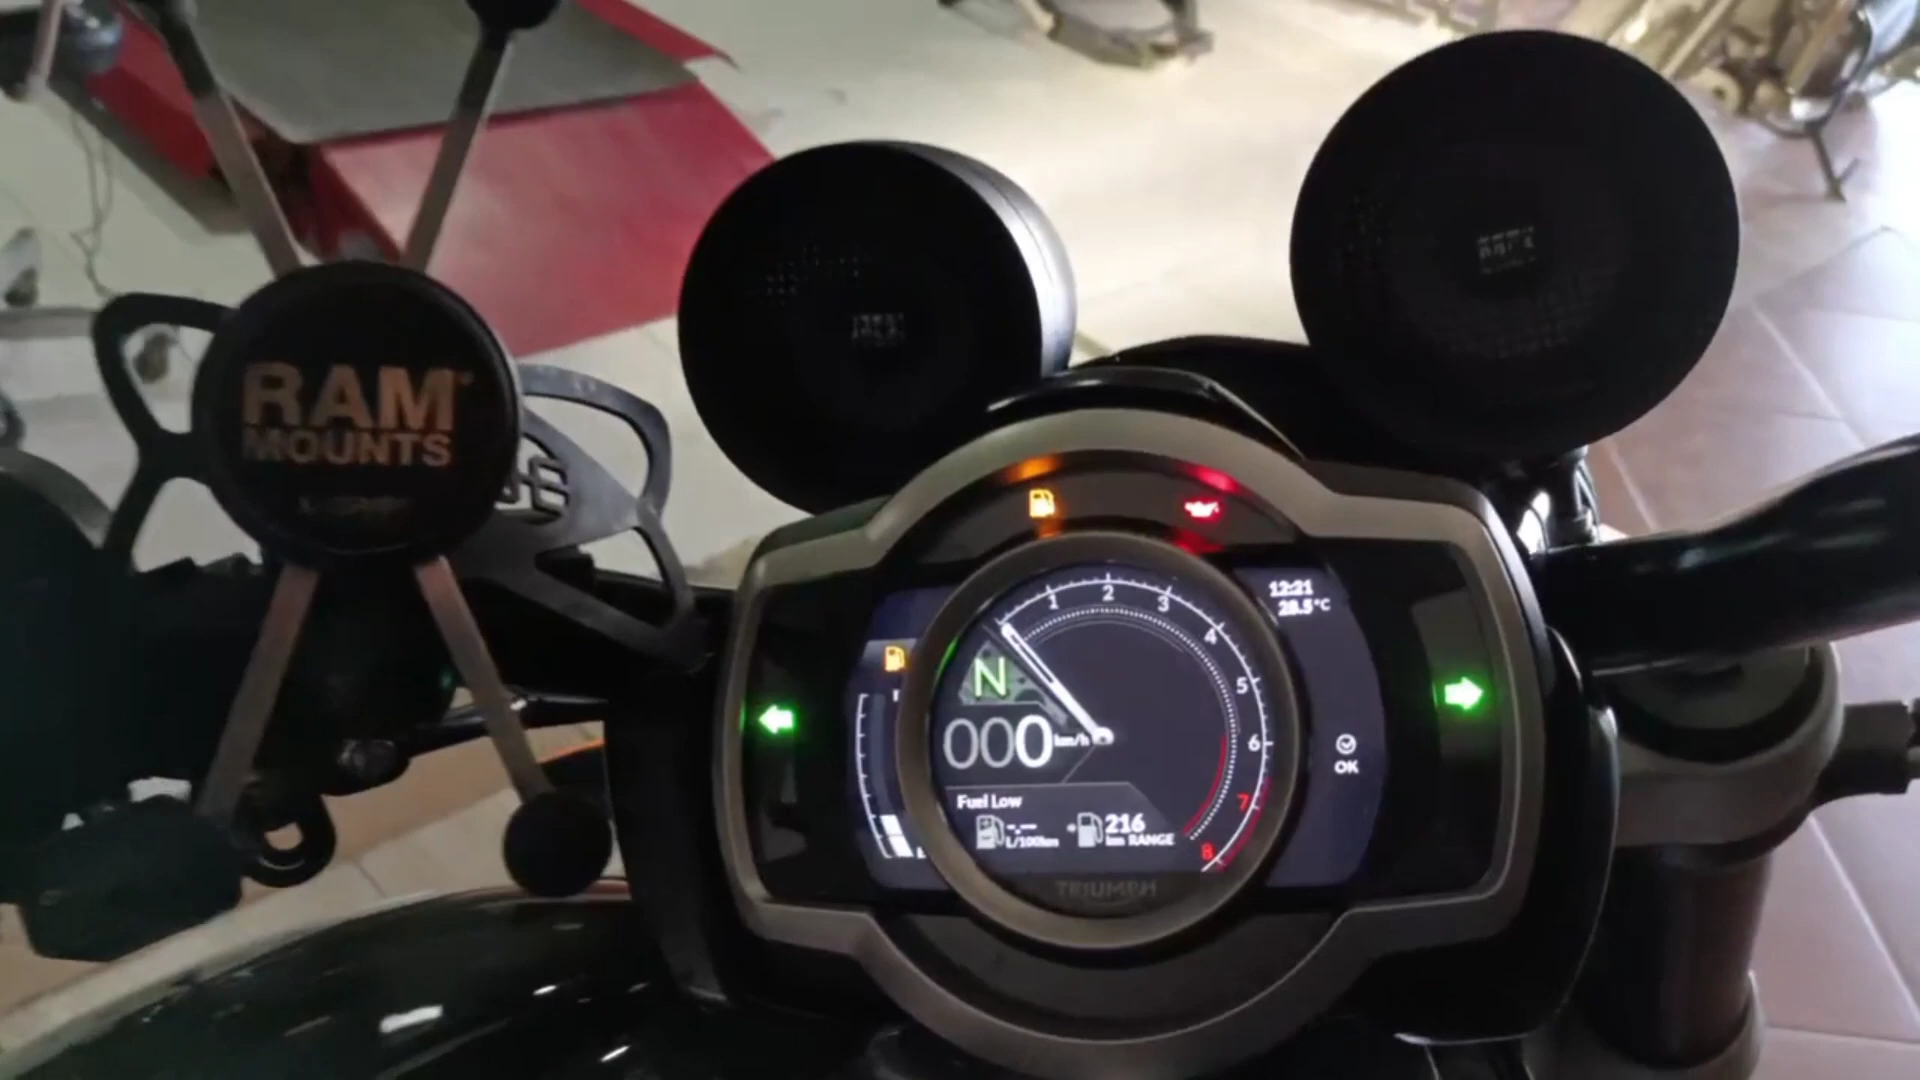 RAM®
MOUNTS
12:21
28.5°C
1 2 3 4 5 6 7 8
N
000 km/h
OK
Fuel Low
-.-- L/100km
216 km RANGE
TRIUMPH